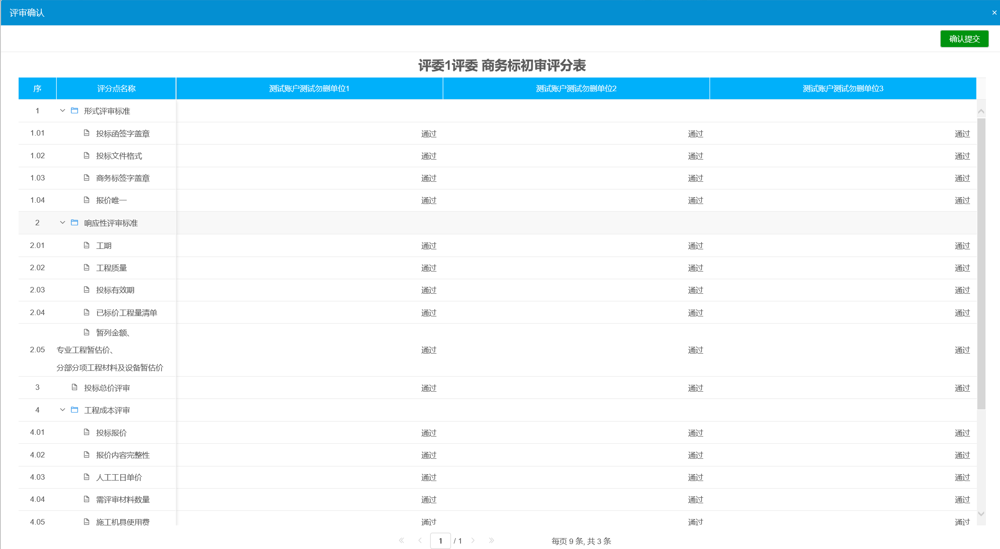 评审确认
×
确认提交
评委1评委 商务标初审评分表
序 评分点名称 测试账户测试勿删单位1 测试账户测试勿删单位2 测试账户测试勿删单位3
1 形式评审标准
1.01 投标函签字盖章 通过 通过 通过
1.02 投标文件格式 通过 通过 通过
1.03 商务标签字盖章 通过 通过 通过
1.04 报价唯一 通过 通过 通过
2 响应性评审标准
2.01 工期 通过 通过 通过
2.02 工程质量 通过 通过 通过
2.03 投标有效期 通过 通过 通过
2.04 已标价工程量清单 通过 通过 通过
暂列金额、
2.05 专业工程暂估价、 通过 通过 通过
分部分项工程材料及设备暂估价
3 投标总价评审 通过 通过 通过
4 工程成本评审
4.01 投标报价 通过 通过 通过
4.02 报价内容完整性 通过 通过 通过
4.03 人工工日单价 通过 通过 通过
4.04 需评审材料数量 通过 通过 通过
4.05 施工机具使用费 通过 通过 通过
1 / 1 每页 9 条, 共 3 条